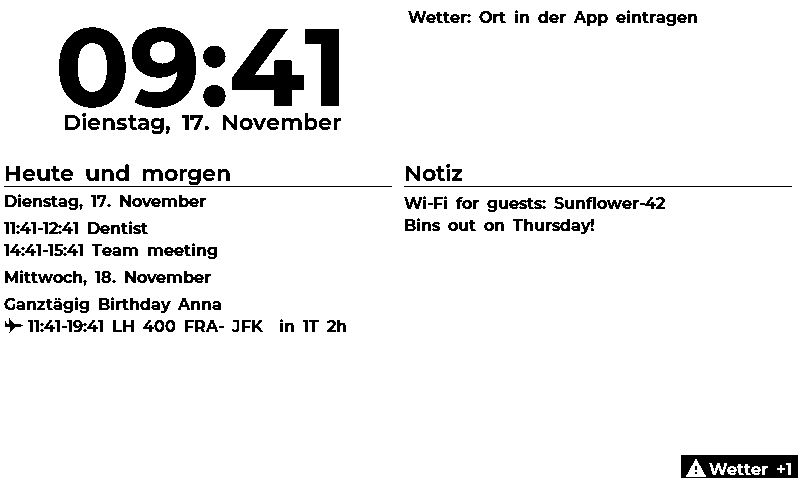 09:41
Dienstag, 17. November
Wetter: Ort in der App eintragen
Heute und morgen
Dienstag, 17. November
11:41-12:41 Dentist
14:41-15:41 Team meeting
Mittwoch, 18. November
Ganztägig Birthday Anna
11:41-19:41 LH 400 FRA- JFK in 1T 2h
Notiz
Wi-Fi for guests: Sunflower-42
Bins out on Thursday!
Wetter +1